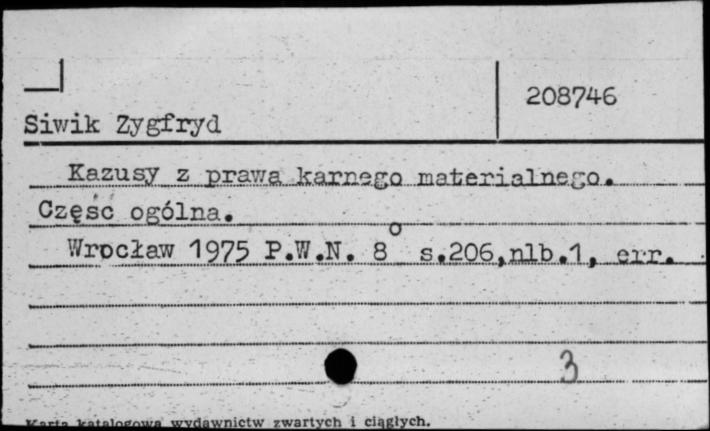 208746
Siwik Zygfryd
Kazusy z prawa karnego materialnego.
Część ogólna.
Wrocław 1975 P.W.N. 8° s.206,nlb.1, err.
3
Karta katalogowa wydawnictw zwartych i ciągłych.